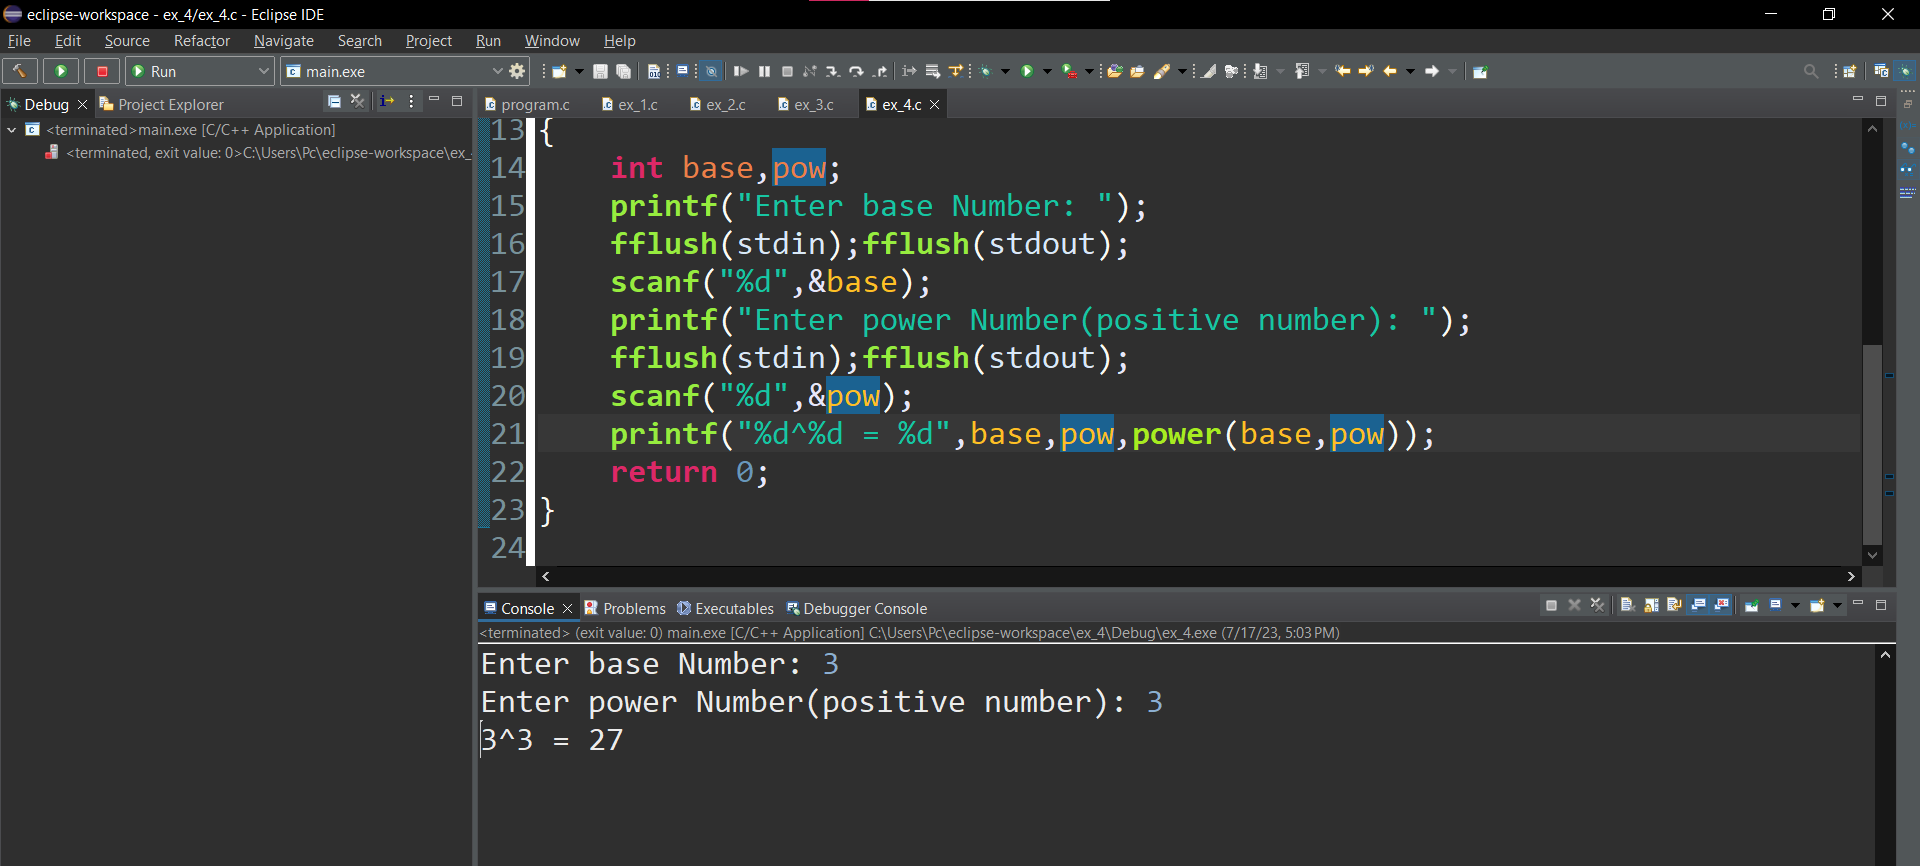 eclipse-workspace - ex_4/ex_4.c - Eclipse IDE
File Edit Source Refactor Navigate Search Project Run Window Help
Run main.exe
Debug Project Explorer
program.c ex_1.c ex_2.c ex_3.c ex_4.c
<terminated>main.exe [C/C++ Application]
<terminated, exit value: 0>C:\Users\Pc\eclipse-workspace\ex_
13 {
14 int base,pow;
15 printf("Enter base Number: ");
16 fflush(stdin);fflush(stdout);
17 scanf("%d",&base);
18 printf("Enter power Number(positive number): ");
19 fflush(stdin);fflush(stdout);
20 scanf("%d",&pow);
21 printf("%d^%d = %d",base,pow,power(base,pow));
22 return 0;
23 }
24
Console Problems Executables Debugger Console
<terminated> (exit value: 0) main.exe [C/C++ Application] C:\Users\Pc\eclipse-workspace\ex_4\Debug\ex_4.exe (7/17/23, 5:03 PM)
Enter base Number: 3
Enter power Number(positive number): 3
3^3 = 27